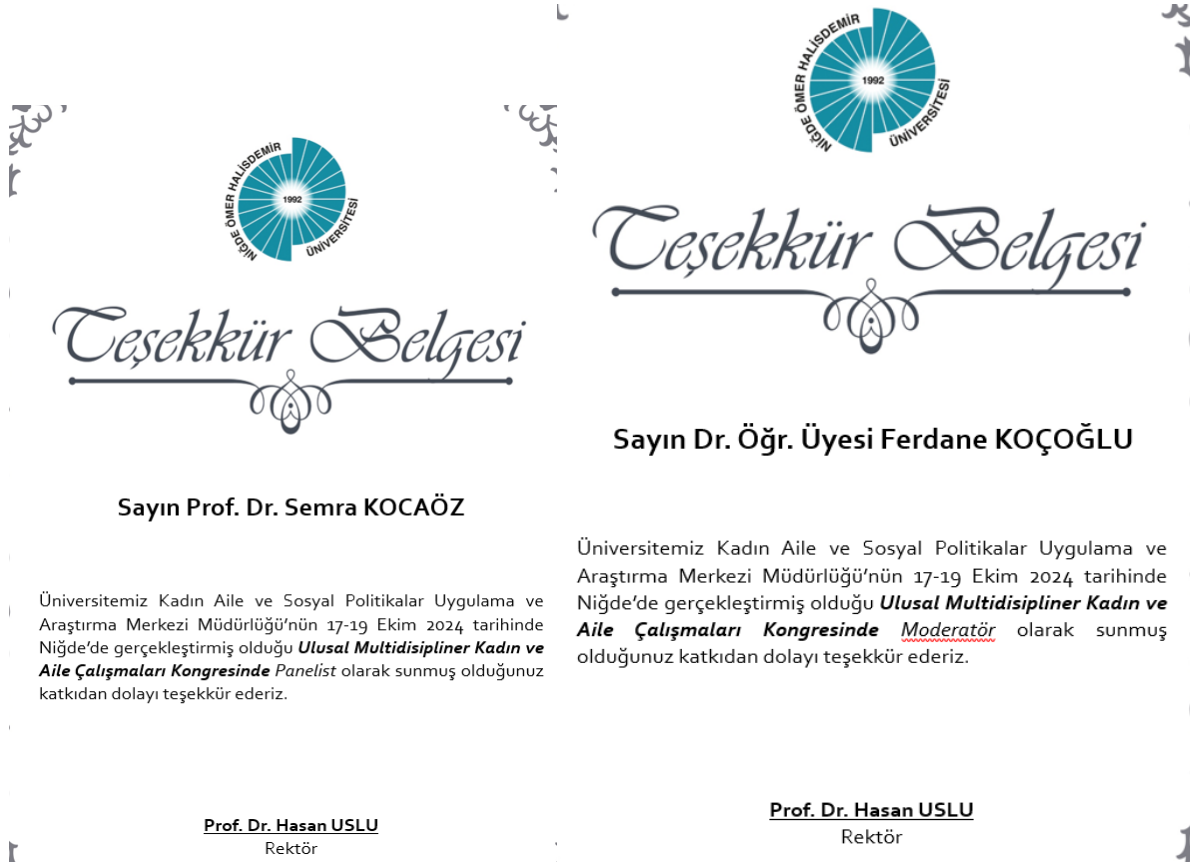 NİĞDE ÖMER HALİSDEMİR
ÜNİVERSİTESİ
1992
Teşekkür Belgesi
Sayın Prof. Dr. Semra KOCAÖZ
Üniversitemiz Kadın Aile ve Sosyal Politikalar Uygulama ve
Araştırma Merkezi Müdürlüğü’nün 17-19 Ekim 2024 tarihinde
Niğde’de gerçekleştirmiş olduğu Ulusal Multidisipliner Kadın ve
Aile Çalışmaları Kongresinde Panelist olarak sunmuş olduğunuz
katkıdan dolayı teşekkür ederiz.
Prof. Dr. Hasan USLU
Rektör
NİĞDE ÖMER HALİSDEMİR
ÜNİVERSİTESİ
1992
Teşekkür Belgesi
Sayın Dr. Öğr. Üyesi Ferdane KOÇOĞLU
Üniversitemiz Kadın Aile ve Sosyal Politikalar Uygulama ve
Araştırma Merkezi Müdürlüğü’nün 17-19 Ekim 2024 tarihinde
Niğde’de gerçekleştirmiş olduğu Ulusal Multidisipliner Kadın ve
Aile Çalışmaları Kongresinde Moderatör olarak sunmuş
olduğunuz katkıdan dolayı teşekkür ederiz.
Prof. Dr. Hasan USLU
Rektör